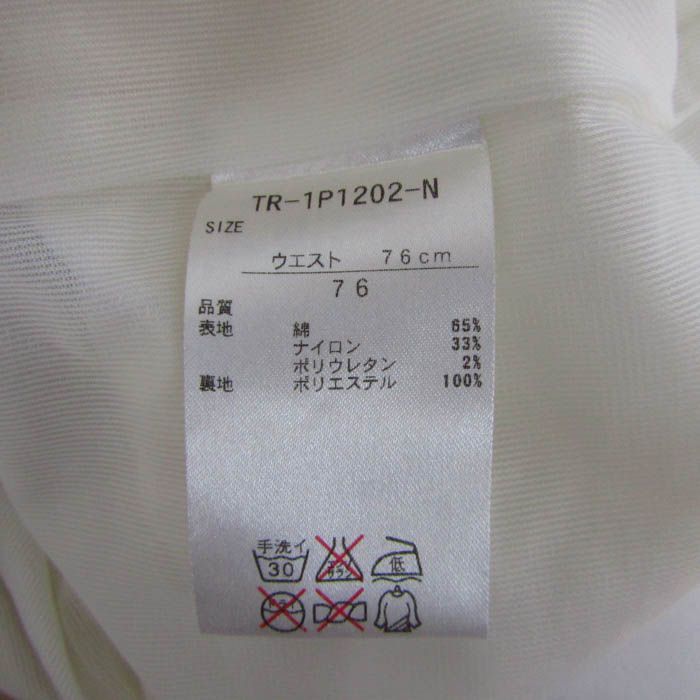 TR-1P1202-N
SIZE
ウエスト 76cm
76
品質
表地 綿 65%
ナイロン 33%
ポリウレタン 2%
裏地 ポリエステル 100%
手洗イ
30
低